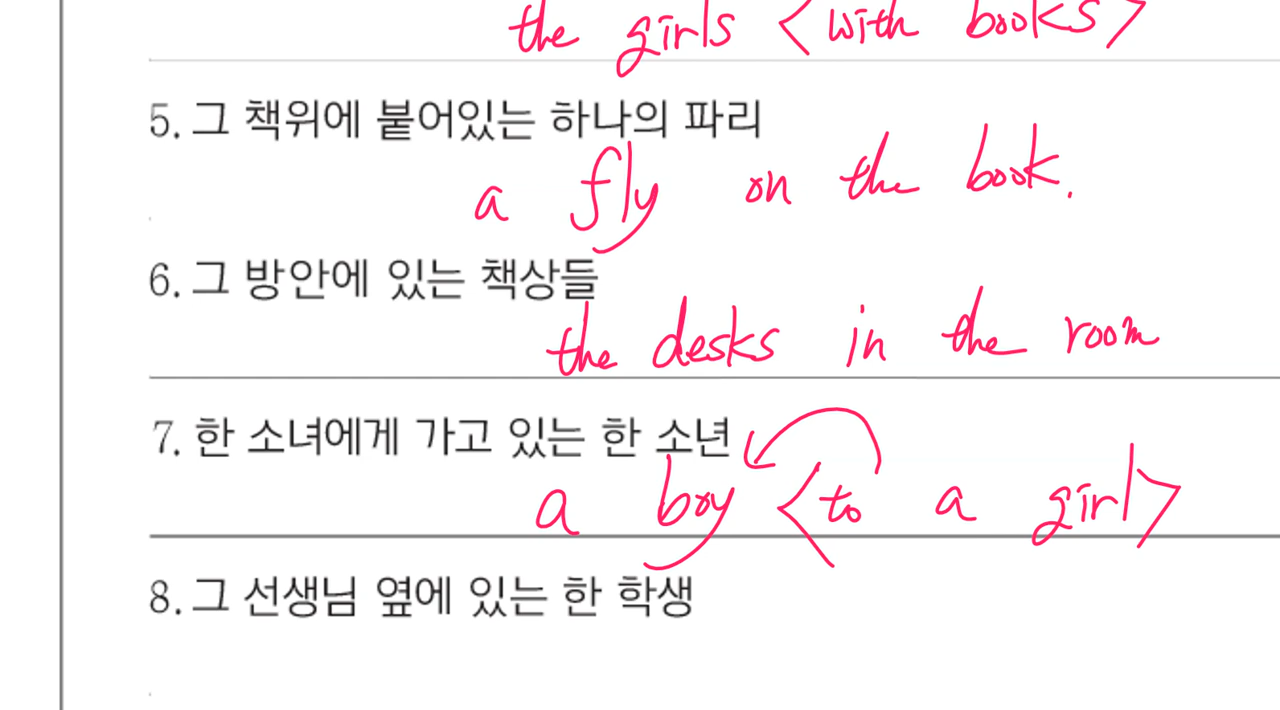 the girls <with books>
5. 그 책위에 붙어있는 하나의 파리
a fly on the book.
6. 그 방안에 있는 책상들
the desks in the room
7. 한 소녀에게 가고 있는 한 소년
a boy <to a girl>
8. 그 선생님 옆에 있는 한 학생